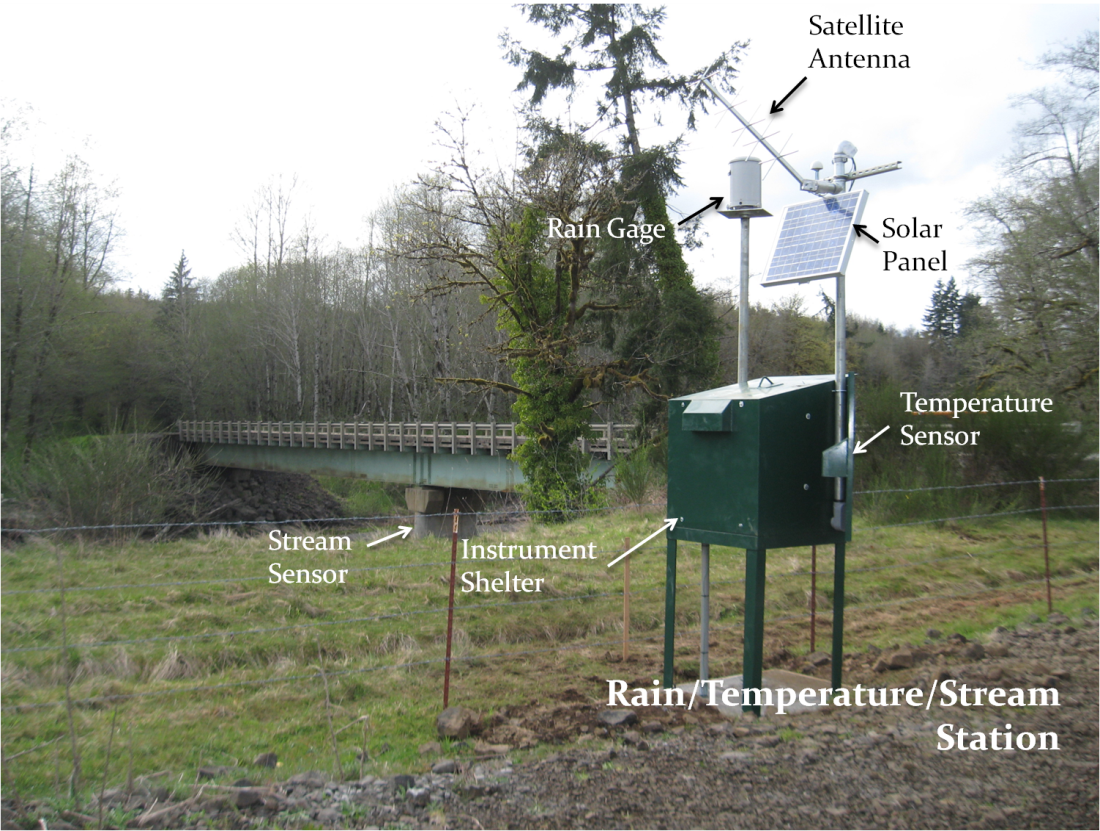 Satellite
Antenna
Rain Gage
Solar
Panel
Temperature
Sensor
Stream
Sensor
Instrument
Shelter
Rain/Temperature/Stream
Station